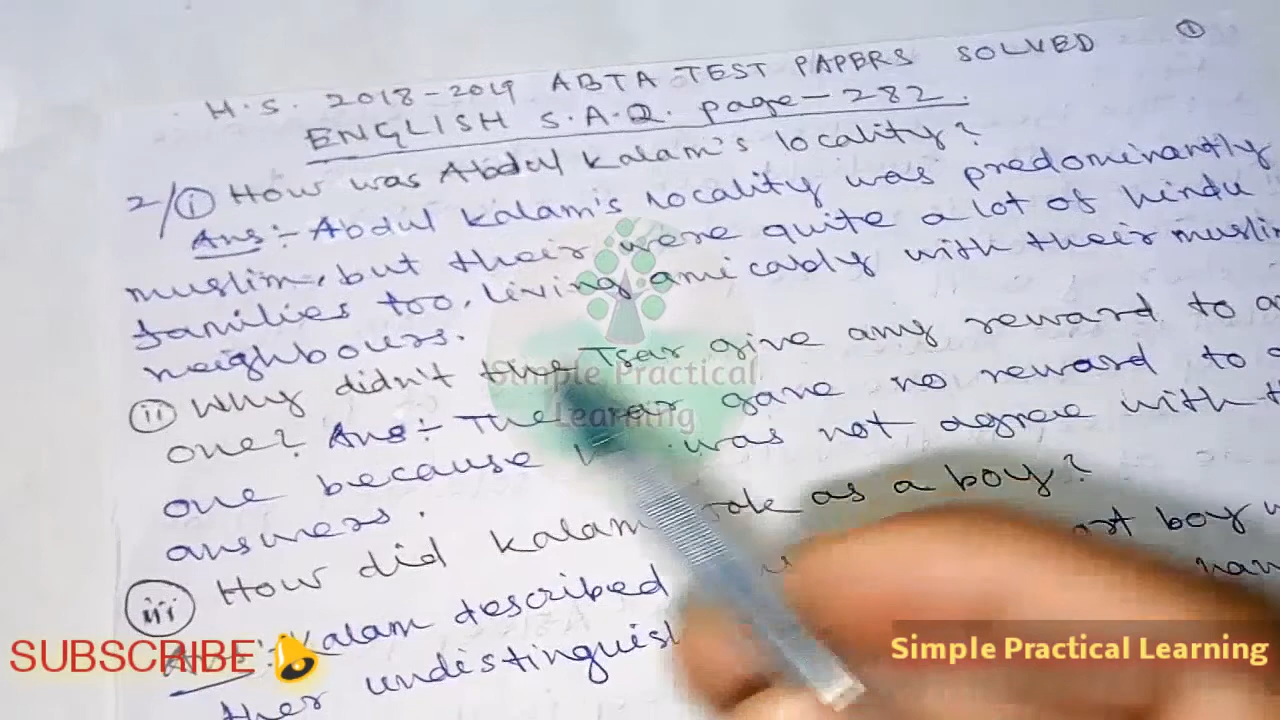 ①
H.S. 2018-2019 ABTA TEST PAPERS SOLVED
ENGLISH S.A.Q. page-282.
2/ⓘ How was Abdul Kalam's locality?
Ans:- Abdul Kalam's locality was predominantly
muslim, but their were quite a lot of hindu
families too, living amicably with their muslim
neighbours.
ⓘⓘ Why didn't the Tsar give any reward to
one? Ans:- The gave no reward to
one because was not agree with
answers.
ⓘⓘⓘ How did Kalam as a boy?
Kalam described boy
ther
Simple Practical
Learning
SUBSCRIBE
Simple Practical Learning